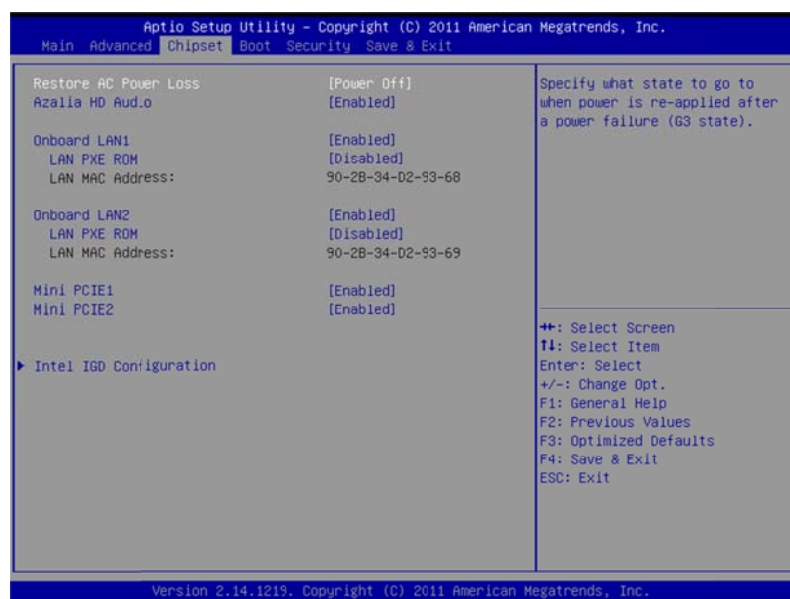 Aptio Setup Utility – Copyright (C) 2011 American Megatrends, Inc.
Main Advanced Chipset Boot Security Save & Exit
Restore AC Power Loss [Power Off]
Azalia HD Audio [Enabled]
Onboard LAN1 [Enabled]
LAN PXE ROM [Disabled]
LAN MAC Address: 90-2B-34-D2-93-68
Onboard LAN2 [Enabled]
LAN PXE ROM [Disabled]
LAN MAC Address: 90-2B-34-D2-93-69
Mini PCIE1 [Enabled]
Mini PCIE2 [Enabled]
Intel IGD Configuration
Specify what state to go to
when power is re-applied after
a power failure (G3 state).
→←: Select Screen
↑↓: Select Item
Enter: Select
+/-: Change Opt.
F1: General Help
F2: Previous Values
F3: Optimized Defaults
F4: Save & Exit
ESC: Exit
Version 2.14.1219. Copyright (C) 2011 American Megatrends, Inc.